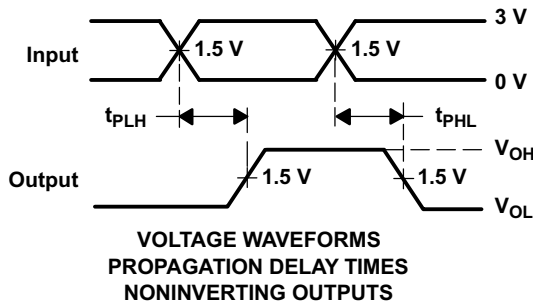 3 V
Input
1.5 V
1.5 V
0 V
tPLH
tPHL
VOH
Output
1.5 V
1.5 V
VOL
VOLTAGE WAVEFORMS
PROPAGATION DELAY TIMES
NONINVERTING OUTPUTS